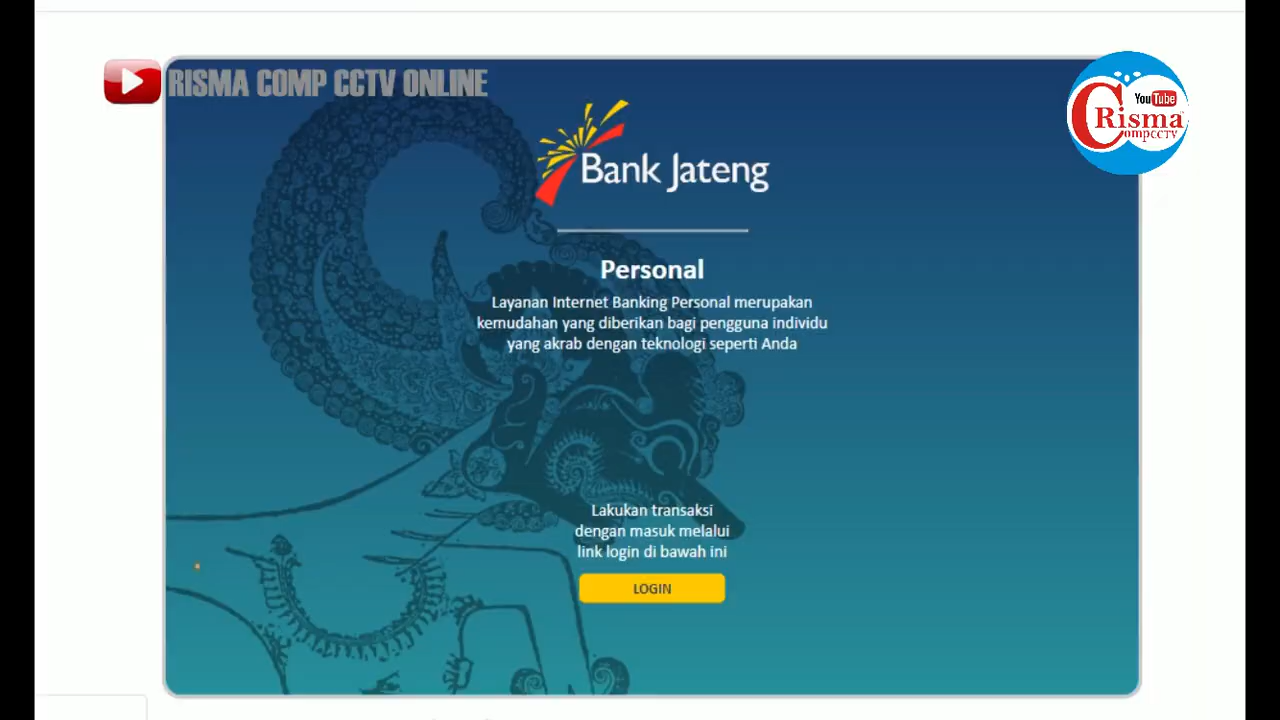 RISMA COMP CCTV ONLINE
YouTube
CRisma
CompCCTV
Bank Jateng
Personal
Layanan Internet Banking Personal merupakan
kemudahan yang diberikan bagi pengguna individu
yang akrab dengan teknologi seperti Anda
Lakukan transaksi
dengan masuk melalui
link login di bawah ini
LOGIN